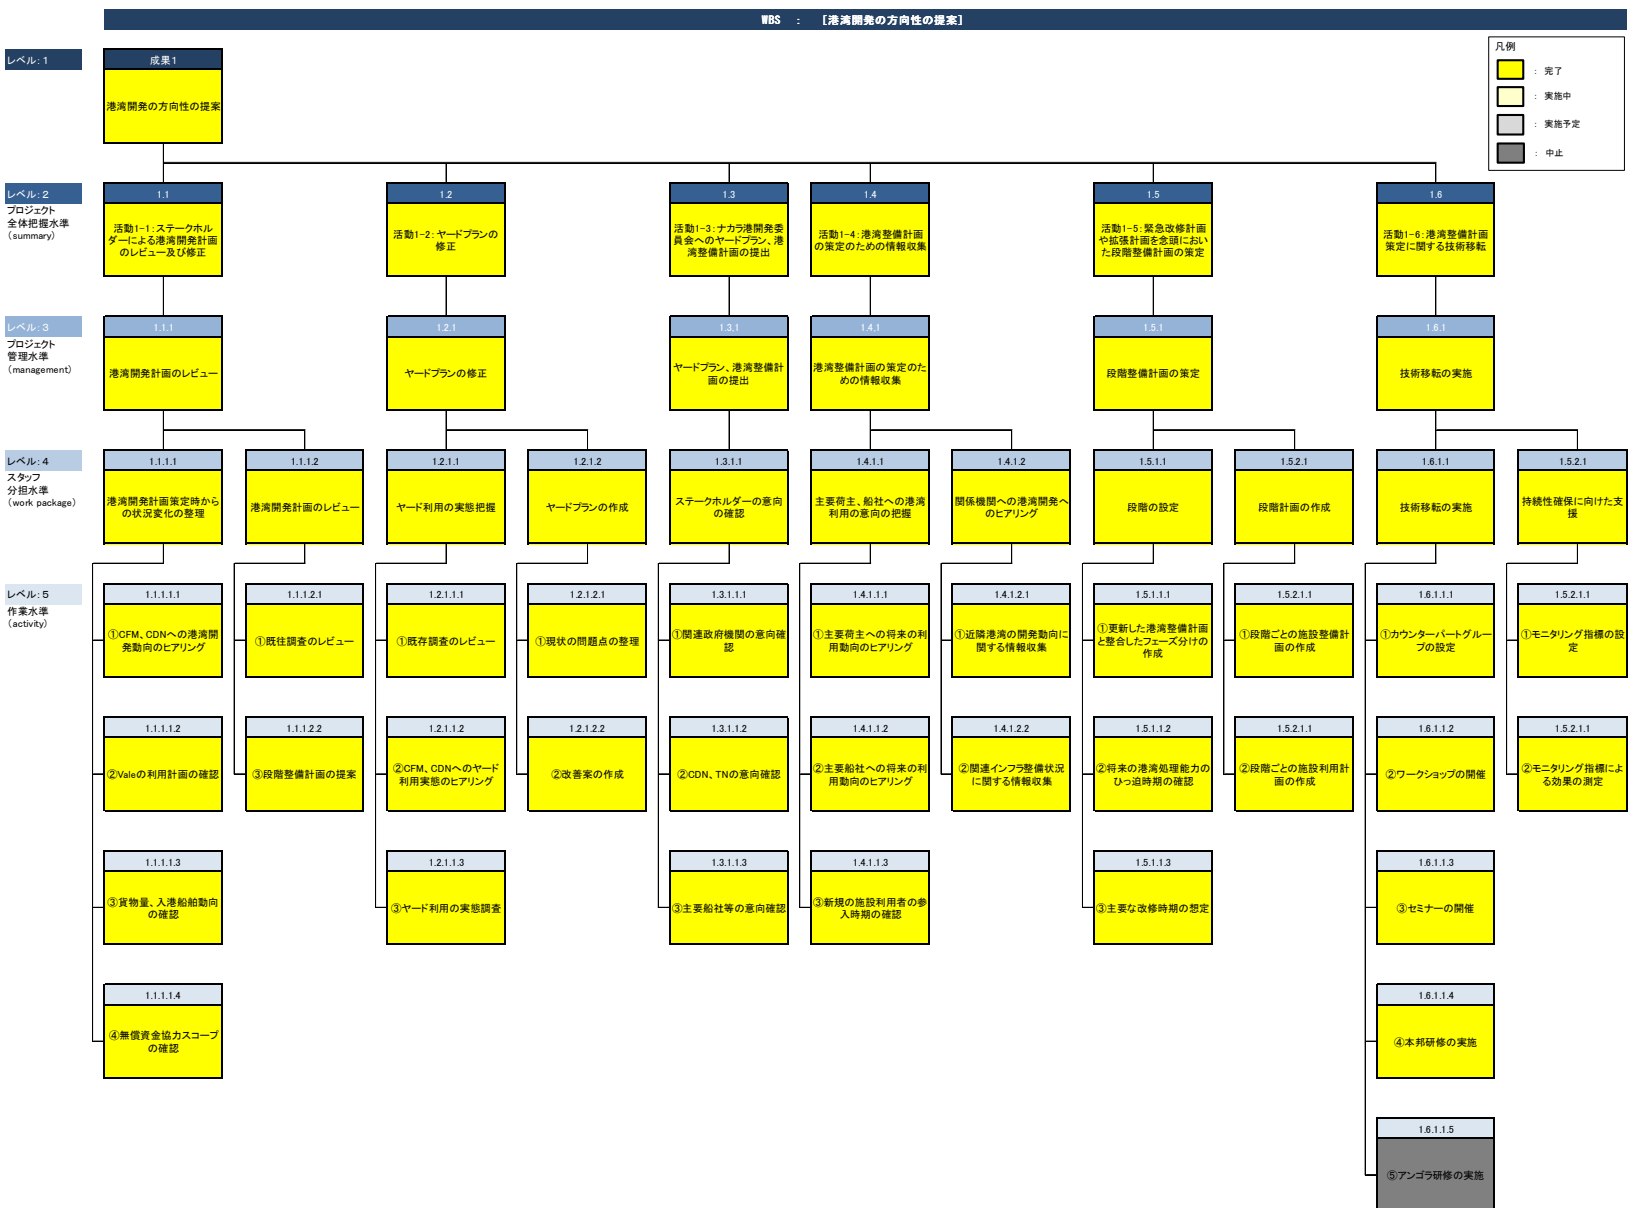 WBS : [港湾開発の方向性の提案]
凡例
: 完了
: 実施中
: 実施予定
: 中止
レベル: 1
成果1
港湾開発の方向性の提案
レベル: 2
プロジェクト
全体把握水準
(summary)
1.1
活動1-1:ステークホル
ダーによる港湾開発計画
のレビュー及び修正
1.2
活動1-2:ヤードプランの
修正
1.3
活動1-3:ナカラ港開発委
員会へのヤードプラン、港
湾整備計画の提出
1.4
活動1-4:港湾整備計画
の策定のための情報収集
1.5
活動1-5:緊急改修計画
や拡張計画を念頭におい
た段階整備計画の策定
1.6
活動1-6:港湾整備計画
策定に関する技術移転
レベル: 3
プロジェクト
管理水準
(management)
1.1.1
港湾開発計画のレビュー
1.2.1
ヤードプランの修正
1.3.1
ヤードプラン、港湾整備計
画の提出
1.4.1
港湾整備計画の策定のた
めの情報収集
1.5.1
段階整備計画の策定
1.6.1
技術移転の実施
レベル: 4
スタッフ
分担水準
(work package)
1.1.1.1
港湾開発計画策定時から
の状況変化の整理
1.1.1.2
港湾開発計画のレビュー
1.2.1.1
ヤード利用の実態把握
1.2.1.2
ヤードプランの作成
1.3.1.1
ステークホルダーの意向
の確認
1.4.1.1
主要荷主、船社への港湾
利用の意向の把握
1.4.1.2
関係機関への港湾開発へ
のヒアリング
1.5.1.1
段階の設定
1.5.2.1
段階計画の作成
1.6.1.1
技術移転の実施
1.5.2.1
持続性確保に向けた支
援
レベル: 5
作業水準
(activity)
1.1.1.1.1
①CFM、CDNへの港湾開
発動向のヒアリング
1.1.1.2.1
①既往調査のレビュー
1.2.1.1.1
①既存調査のレビュー
1.2.1.2.1
①現状の問題点の整理
1.3.1.1.1
①関連政府機関の意向確
認
1.4.1.1.1
①主要荷主への将来の利
用動向のヒアリング
1.4.1.2.1
①近隣港湾の開発動向に
関する情報収集
1.5.1.1.1
①更新した港湾整備計画
と整合したフェーズ分けの
作成
1.5.2.1.1
①段階ごとの施設整備計
画の作成
1.6.1.1.1
①カウンターパートグルー
プの設定
1.5.2.1.1
①モニタリング指標の設
定
1.1.1.1.2
②Valeの利用計画の確認
1.1.1.2.2
③段階整備計画の提案
1.2.1.1.2
②CFM、CDNへのヤード
利用実態のヒアリング
1.2.1.2.2
②改善案の作成
1.3.1.1.2
②CDN、TNの意向確認
1.4.1.1.2
②主要船社への将来の利
用動向のヒアリング
1.4.1.2.2
②関連インフラ整備状況
に関する情報収集
1.5.1.1.2
②将来の港湾処理能力の
ひっ迫時期の確認
1.5.2.1.1
②段階ごとの施設利用計
画の作成
1.6.1.1.2
②ワークショップの開催
1.5.2.1.1
②モニタリング指標によ
る効果の測定
1.1.1.1.3
③貨物量、入港船舶動向
の確認
1.2.1.1.3
③ヤード利用の実態調査
1.3.1.1.3
③主要船社等の意向確認
1.4.1.1.3
③新規の施設利用者の参
入時期の確認
1.5.1.1.3
③主要な改修時期の想定
1.6.1.1.3
③セミナーの開催
1.1.1.1.4
④無償資金協力スコープ
の確認
1.6.1.1.4
④本邦研修の実施
1.6.1.1.5
⑤アンゴラ研修の実施